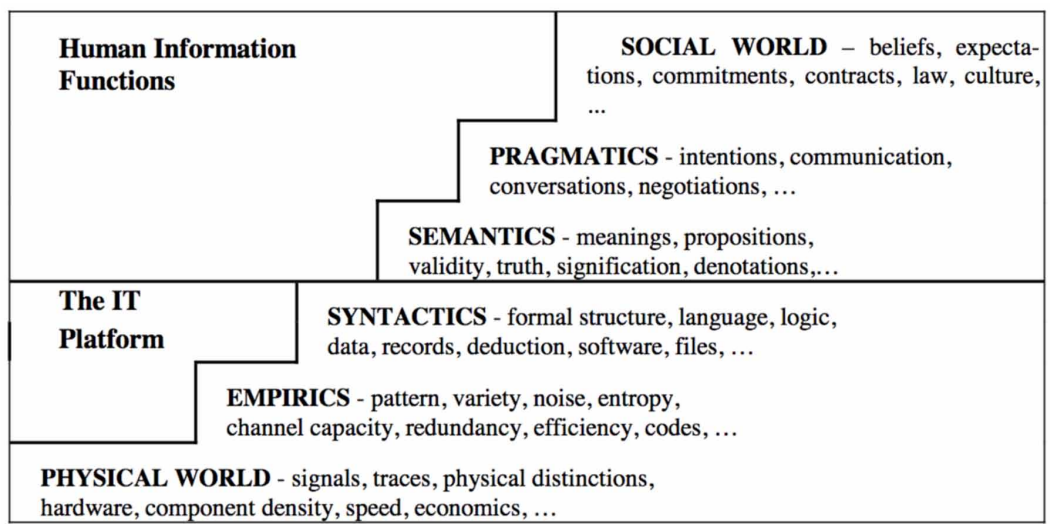 Human Information
Functions
SOCIAL WORLD – beliefs, expecta-
tions, commitments, contracts, law, culture,
...
PRAGMATICS - intentions, communication,
conversations, negotiations, …
SEMANTICS - meanings, propositions,
validity, truth, signification, denotations,…
The IT
Platform
SYNTACTICS - formal structure, language, logic,
data, records, deduction, software, files, …
EMPIRICS - pattern, variety, noise, entropy,
channel capacity, redundancy, efficiency, codes, …
PHYSICAL WORLD - signals, traces, physical distinctions,
hardware, component density, speed, economics, …